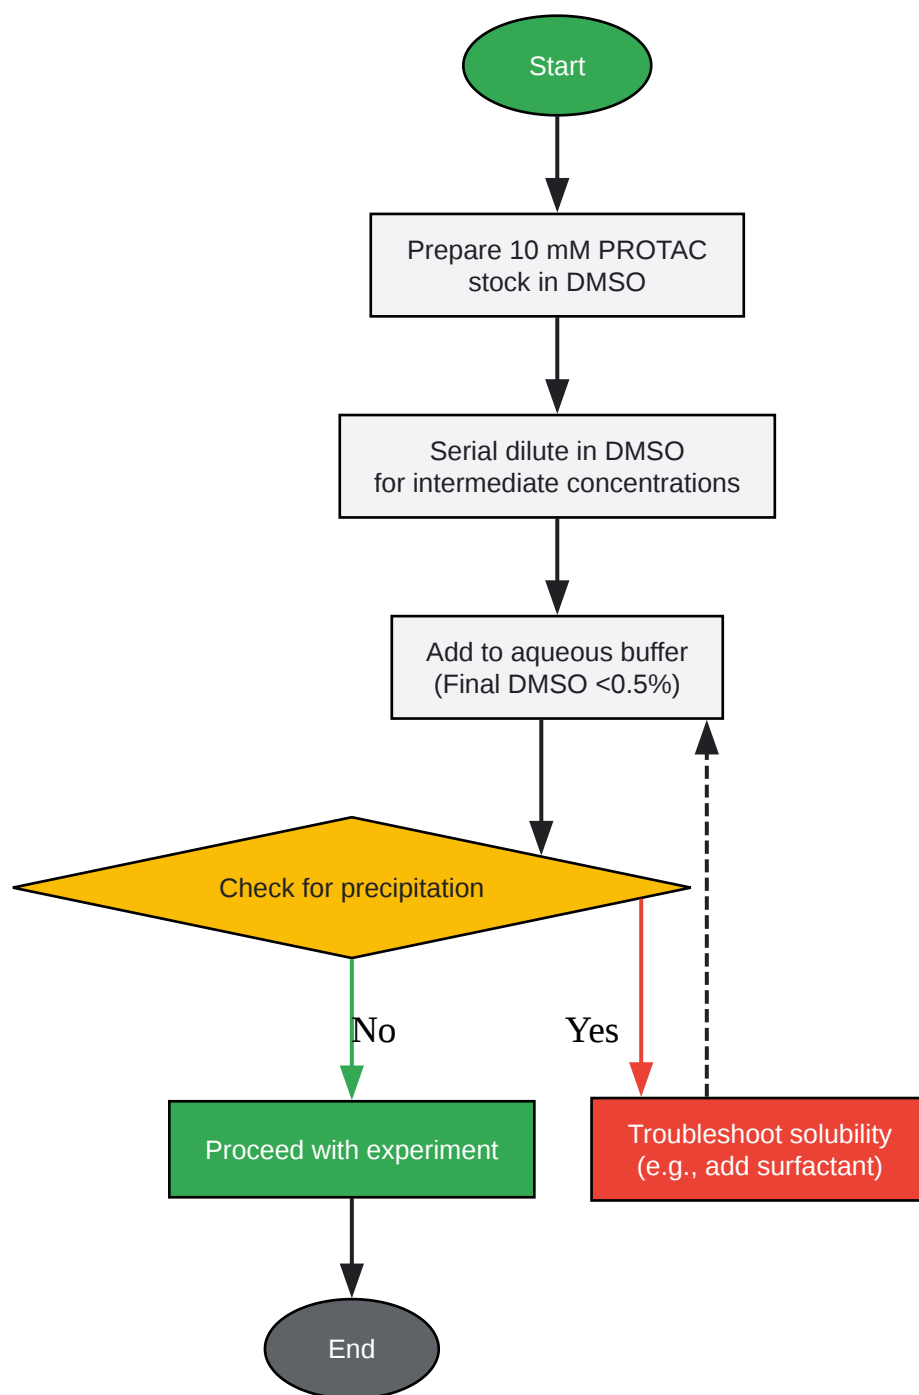 Start
Prepare 10 mM PROTAC
stock in DMSO
Serial dilute in DMSO
for intermediate concentrations
Add to aqueous buffer
(Final DMSO <0.5%)
Check for precipitation
No
Yes
Proceed with experiment
Troubleshoot solubility
(e.g., add surfactant)
End